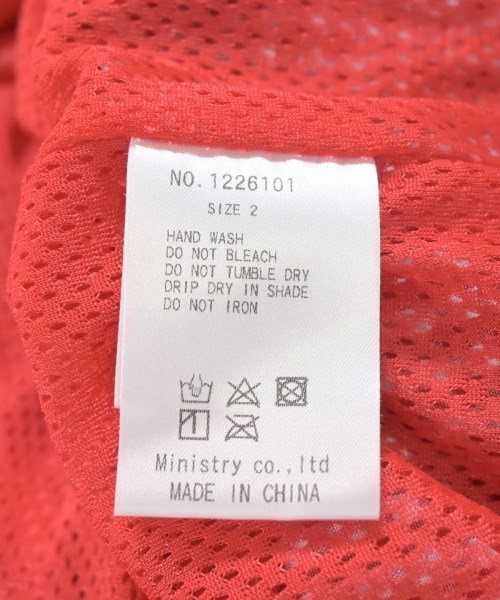 NO. 1226101
SIZE 2
HAND WASH
DO NOT BLEACH
DO NOT TUMBLE DRY
DRIP DRY IN SHADE
DO NOT IRON
Ministry co.,ltd
MADE IN CHINA